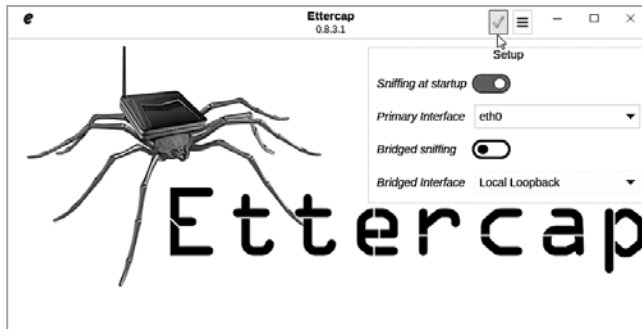 e
Ettercap
0.8.3.1
Setup
Sniffing at startup
Primary Interface eth0
Bridged sniffing
Bridged Interface Local Loopback
Ettercap